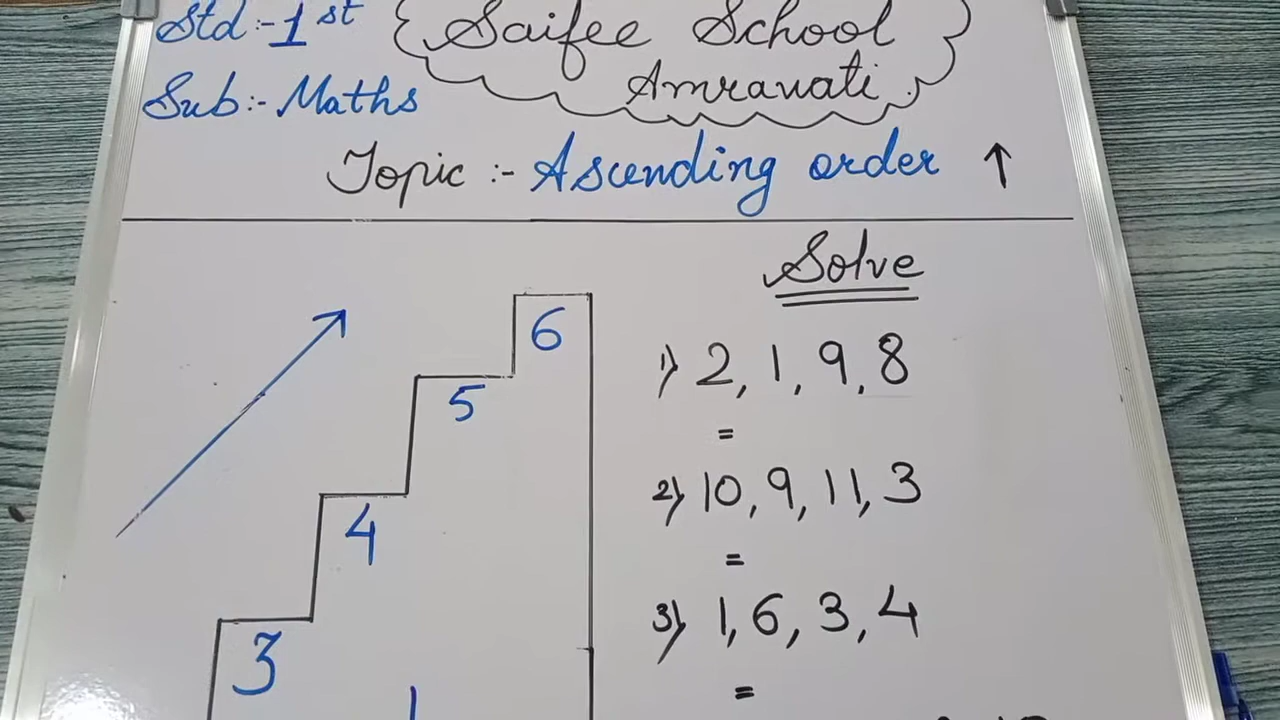 Std :- 1st
Saifee School
Amravati.
Sub :- Maths
Topic :- Ascending order ↑
Solve
6
5
4
3
1) 2, 1, 9, 8
=
2) 10, 9, 11, 3
=
3) 1, 6, 3, 4
=